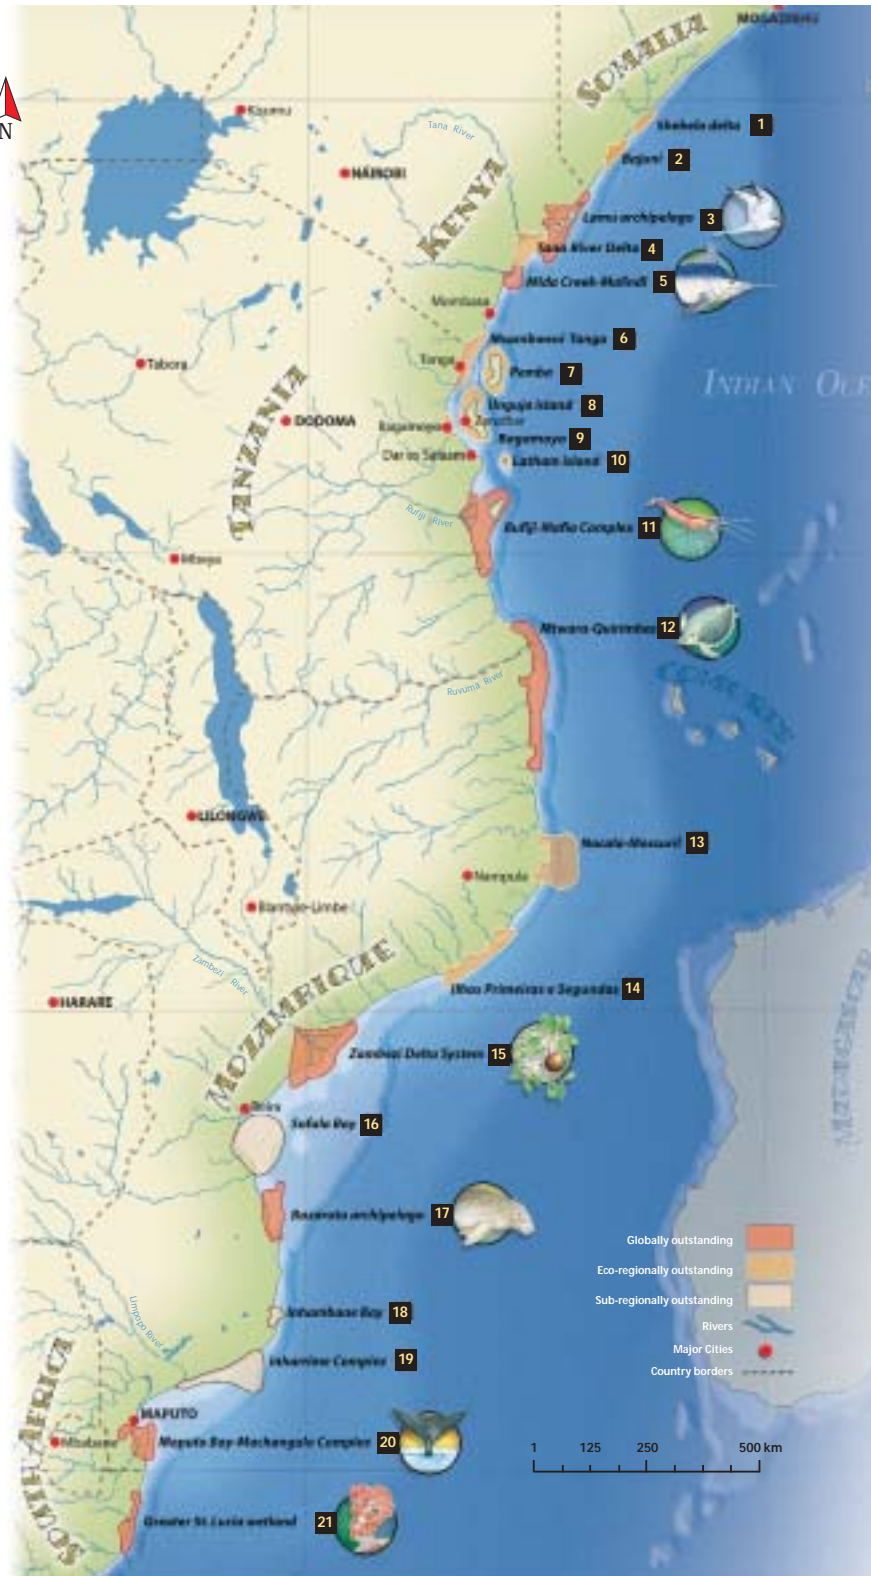 MOGADISHU
SOMALIA
Kisumu
Tana River
Shebela delta 1
Bajuni 2
NAIROBI
KENYA
Lamu archipelago 3
Tana River Delta 4
Mida Creek-Malindi 5
N
Mombasa
Msambweni Tanga 6
Tanga
Tabora
Pemba 7
INDIAN OCE
TANZANIA
Unguja Island 8
DODOMA
Bagamoyo
Zanzibar
Bagamoyo 9
Dar es Salaam
Latham Island 10
Rufiji River
Rufiji-Mafia Complex 11
Mbeya
Mtwara-Quirimbas 12
Ruvuma River
COMOROS
LILONGWE
Nacala-Mossuril 13
Nampula
Blantyre-Limbe
Zambezi River
MOZAMBIQUE
Ilhas Primeiras e Segundas 14
HARARE
Zambezi Delta System 15
MADAGASCAR
Beira
Sofala Bay 16
Bazaruto archipelago 17
Globally outstanding
Eco-regionally outstanding
Sub-regionally outstanding
Rivers
Major Cities
Country borders
Limpopo River
Inhambane Bay 18
Inharrime Complex 19
SOUTH AFRICA
MAPUTO
Mbabane
Maputo Bay-Machangulo Complex 20
1 125 250 500 km
Greater St. Lucia wetland 21